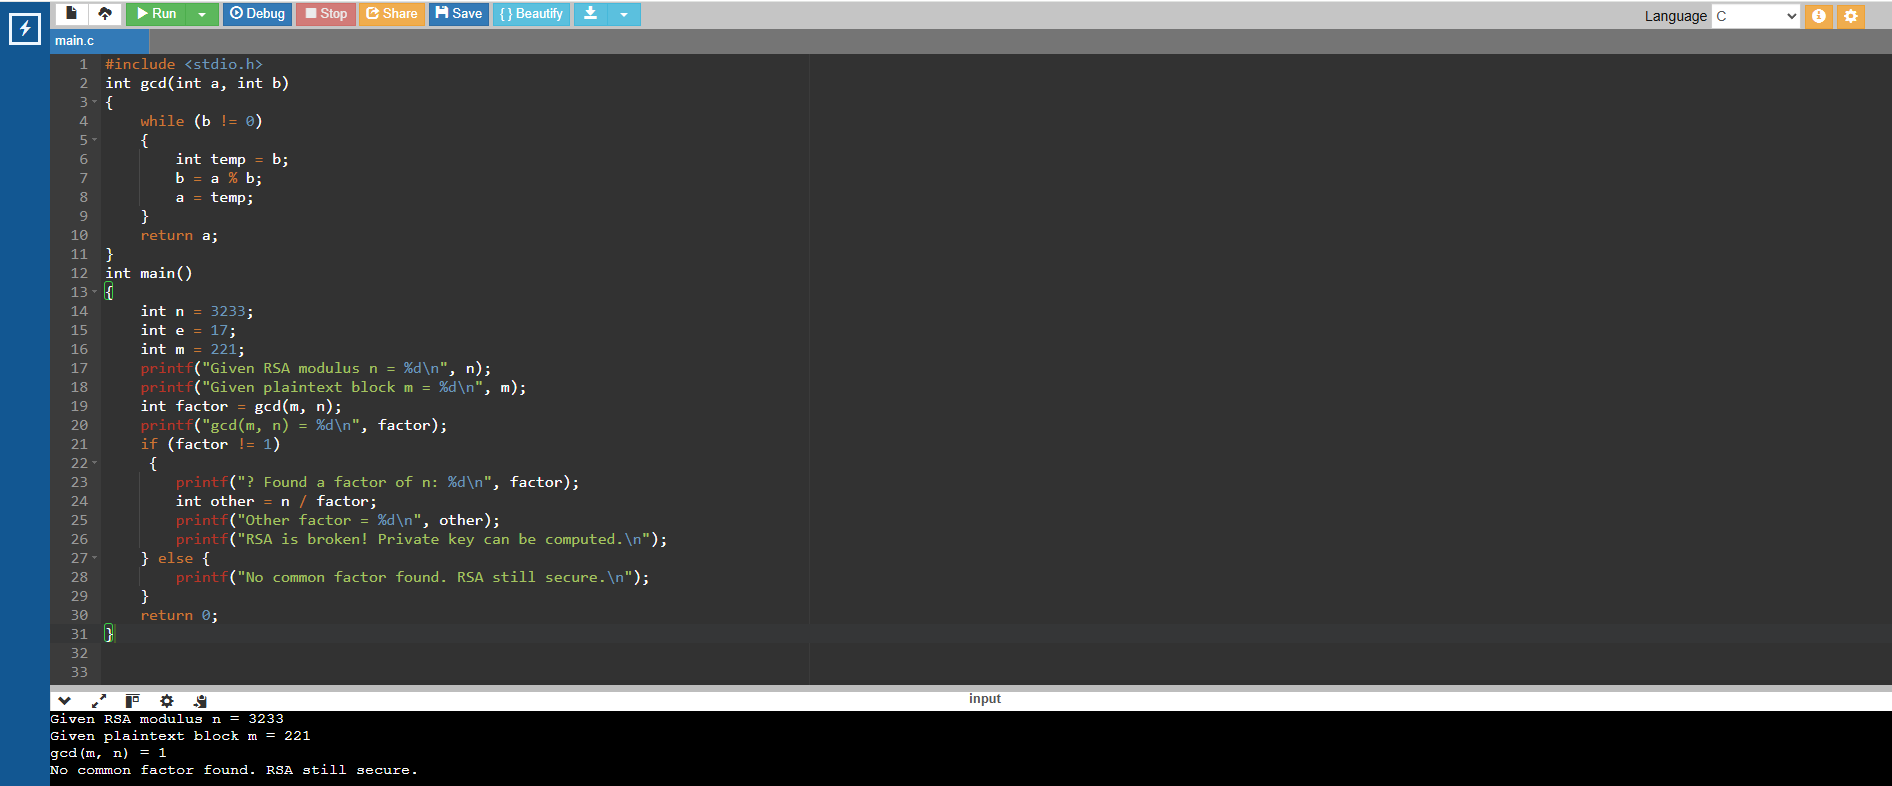 Run Debug Stop Share Save { } Beautify Language C
main.c
1 #include <stdio.h>
2 int gcd(int a, int b)
3 {
4     while (b != 0)
5     {
6         int temp = b;
7         b = a % b;
8         a = temp;
9     }
10     return a;
11 }
12 int main()
13 {
14     int n = 3233;
15     int e = 17;
16     int m = 221;
17     printf("Given RSA modulus n = %d\n", n);
18     printf("Given plaintext block m = %d\n", m);
19     int factor = gcd(m, n);
20     printf("gcd(m, n) = %d\n", factor);
21     if (factor != 1)
22      {
23         printf("? Found a factor of n: %d\n", factor);
24         int other = n / factor;
25         printf("Other factor = %d\n", other);
26         printf("RSA is broken! Private key can be computed.\n");
27     } else {
28         printf("No common factor found. RSA still secure.\n");
29     }
30     return 0;
31 }
32
33
input
Given RSA modulus n = 3233
Given plaintext block m = 221
gcd(m, n) = 1
No common factor found. RSA still secure.